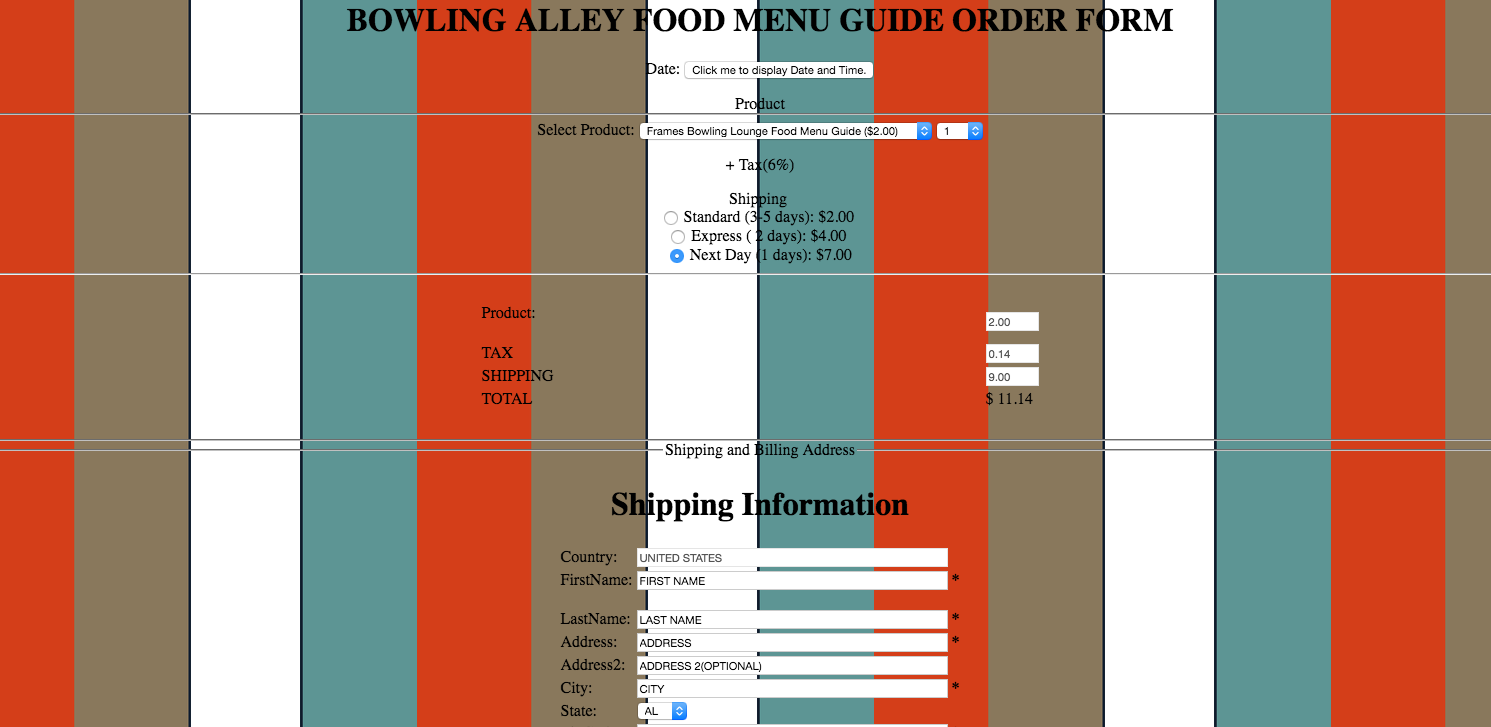 BOWLING ALLEY FOOD MENU GUIDE ORDER FORM
Date: Click me to display Date and Time.
Product
Select Product: Frames Bowling Lounge Food Menu Guide ($2.00) 1
+ Tax(6%)
Shipping
Standard (3-5 days): $2.00
Express ( 2 days): $4.00
Next Day (1 days): $7.00
Product: 2.00
TAX 0.14
SHIPPING 9.00
TOTAL $ 11.14
Shipping and Billing Address
Shipping Information
Country: UNITED STATES
FirstName: FIRST NAME *
LastName: LAST NAME *
Address: ADDRESS *
Address2: ADDRESS 2(OPTIONAL)
City: CITY *
State: AL